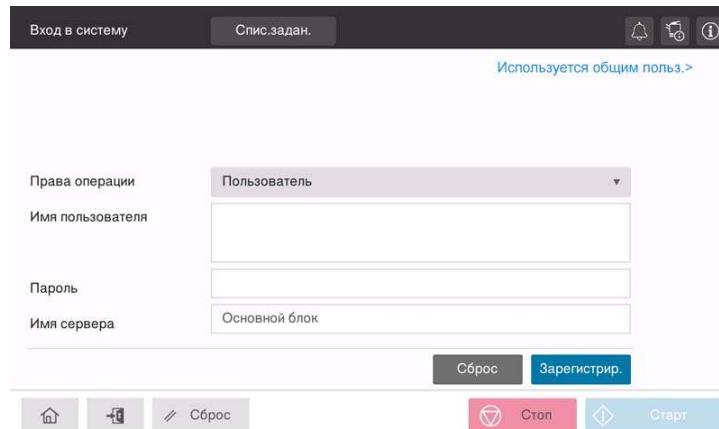 Вход в систему Спис.задан.
Используется общим польз.>
Права операции Пользователь
Имя пользователя
Пароль
Имя сервера Основной блок
Сброс Зарегистрир.
Сброс Стоп Старт